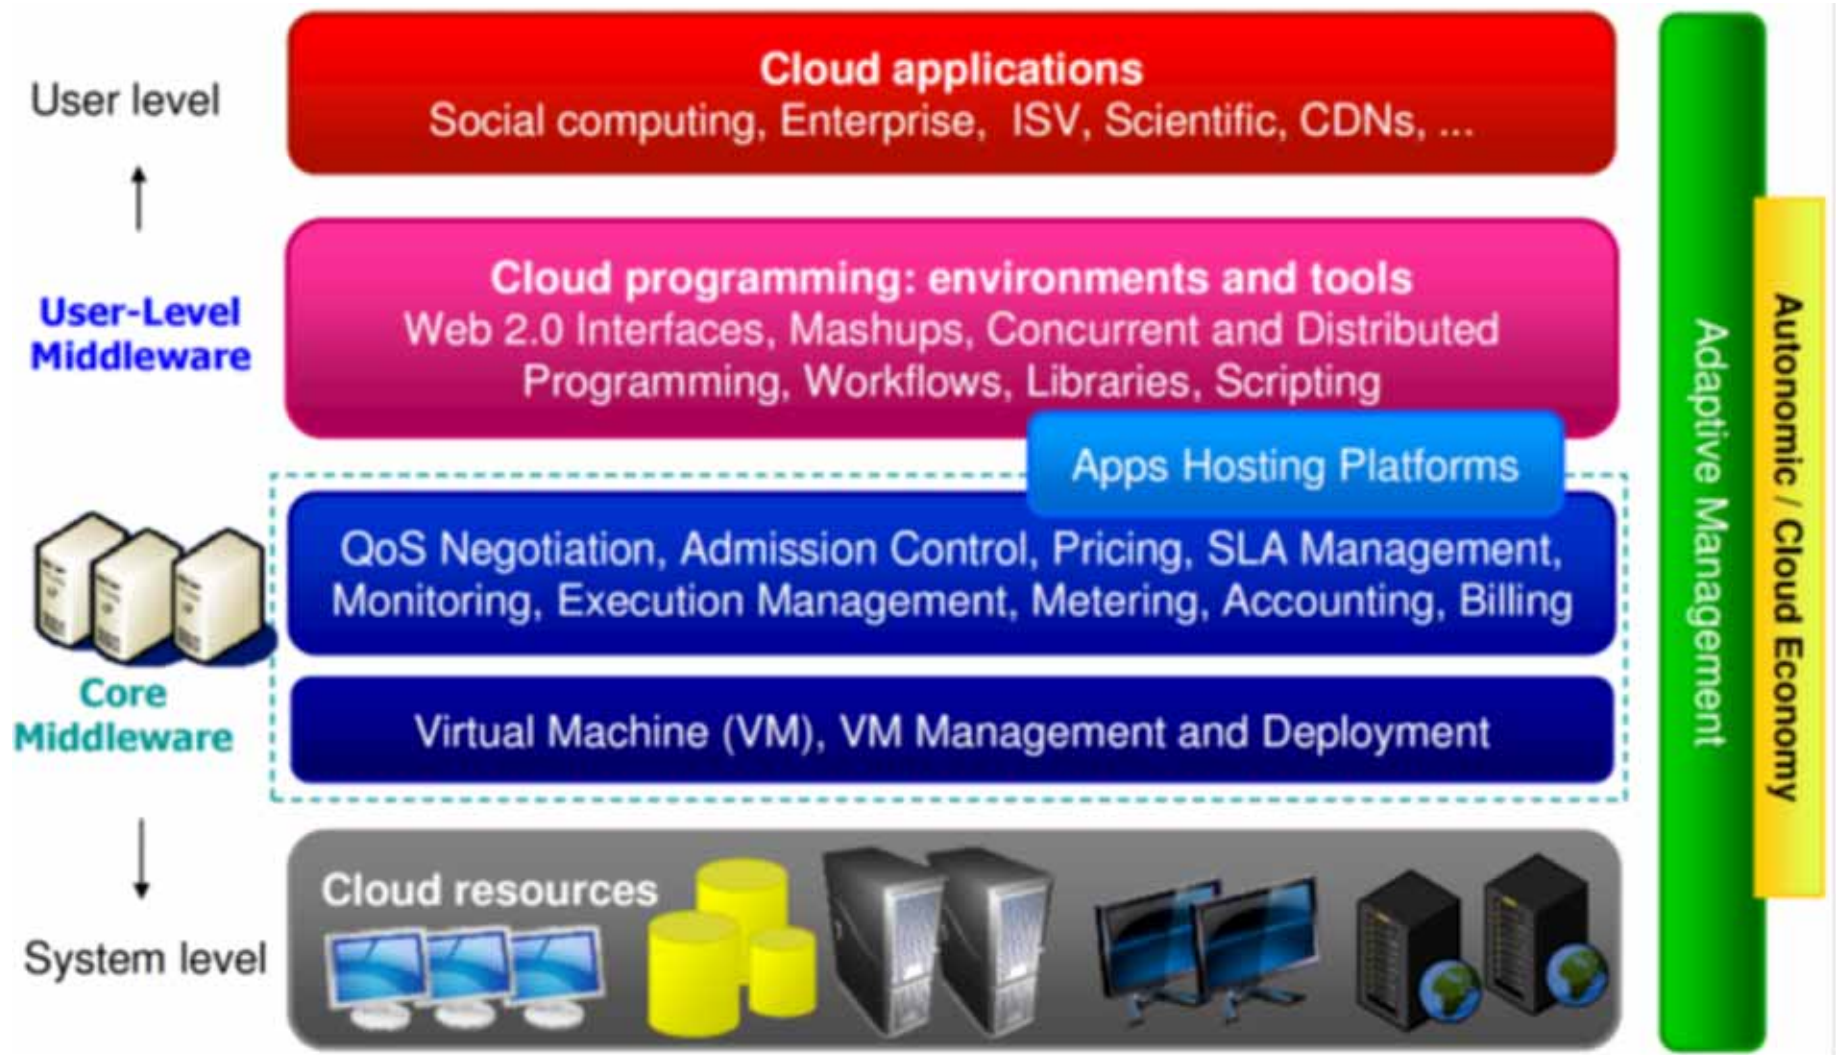 User level
Cloud applications
Social computing, Enterprise, ISV, Scientific, CDNs, ...
User-Level
Middleware
Cloud programming: environments and tools
Web 2.0 Interfaces, Mashups, Concurrent and Distributed
Programming, Workflows, Libraries, Scripting
Apps Hosting Platforms
Core
Middleware
QoS Negotiation, Admission Control, Pricing, SLA Management,
Monitoring, Execution Management, Metering, Accounting, Billing
Virtual Machine (VM), VM Management and Deployment
System level
Cloud resources
Adaptive Management
Autonomic / Cloud Economy